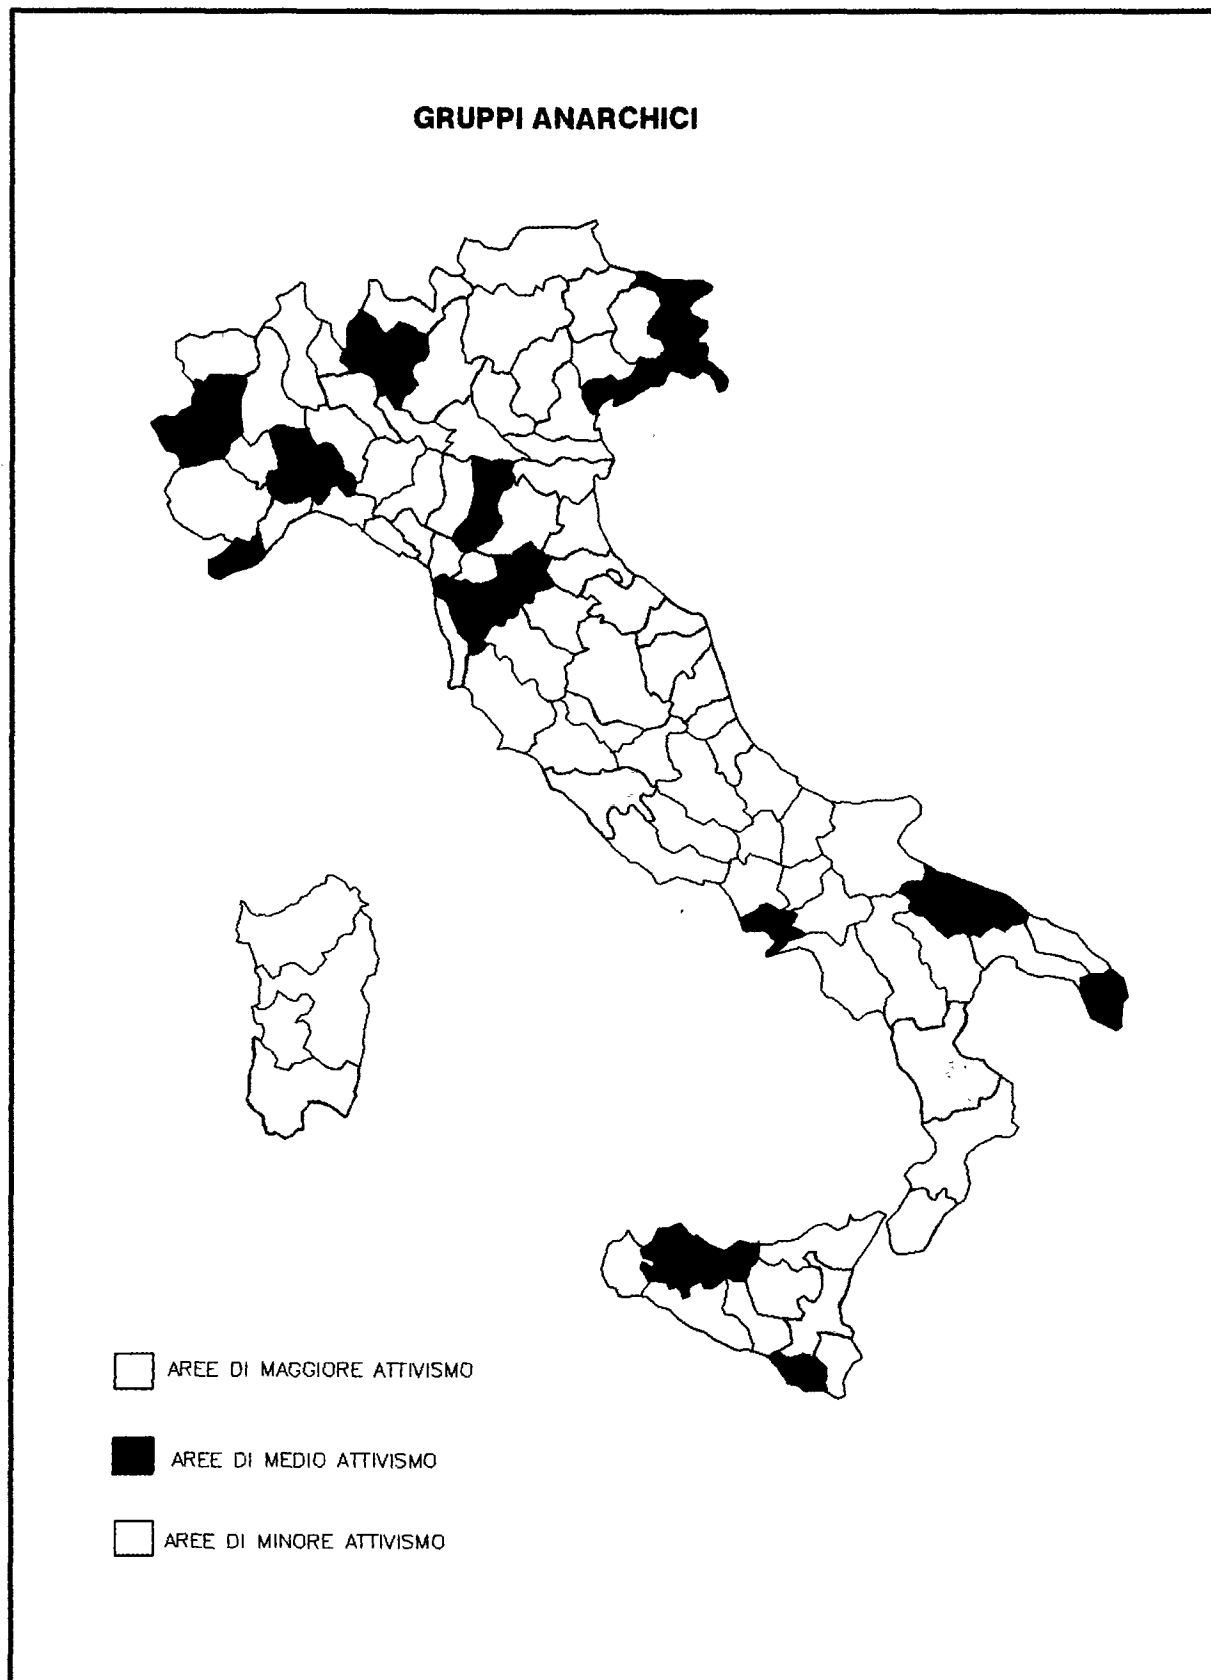 GRUPPI ANARCHICI
AREE DI MAGGIORE ATTIVISMO
AREE DI MEDIO ATTIVISMO
AREE DI MINORE ATTIVISMO